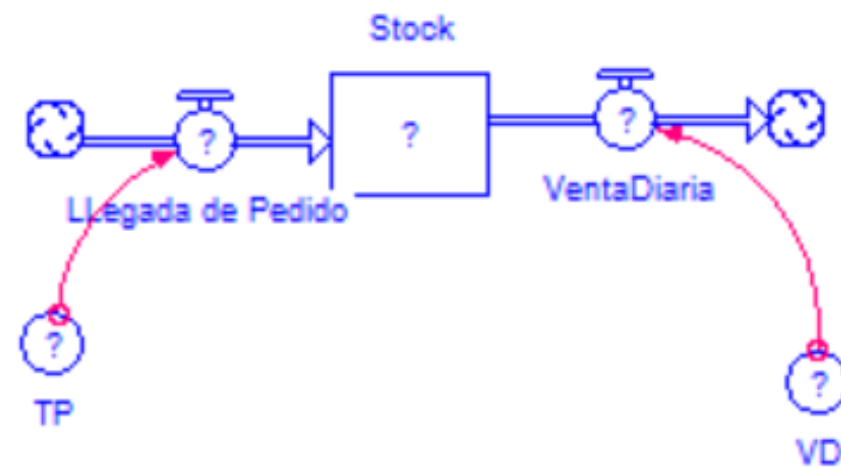 Stock
?
?
?
LLegada de Pedido
VentaDiaria
?
TP
?
VD